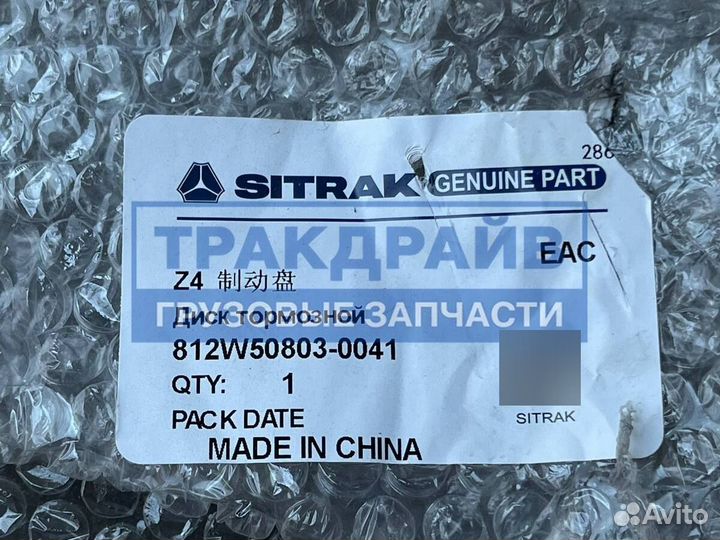 286
SITRAK GENUINE PART
ТРАКДРАЙВ
EAC
Z4 制动盘
ГРУЗОВЫЕ ЗАПЧАСТИ
Диск тормозной
812W50803-0041
QTY: 1
SITRAK
PACK DATE
MADE IN CHINA
Avito